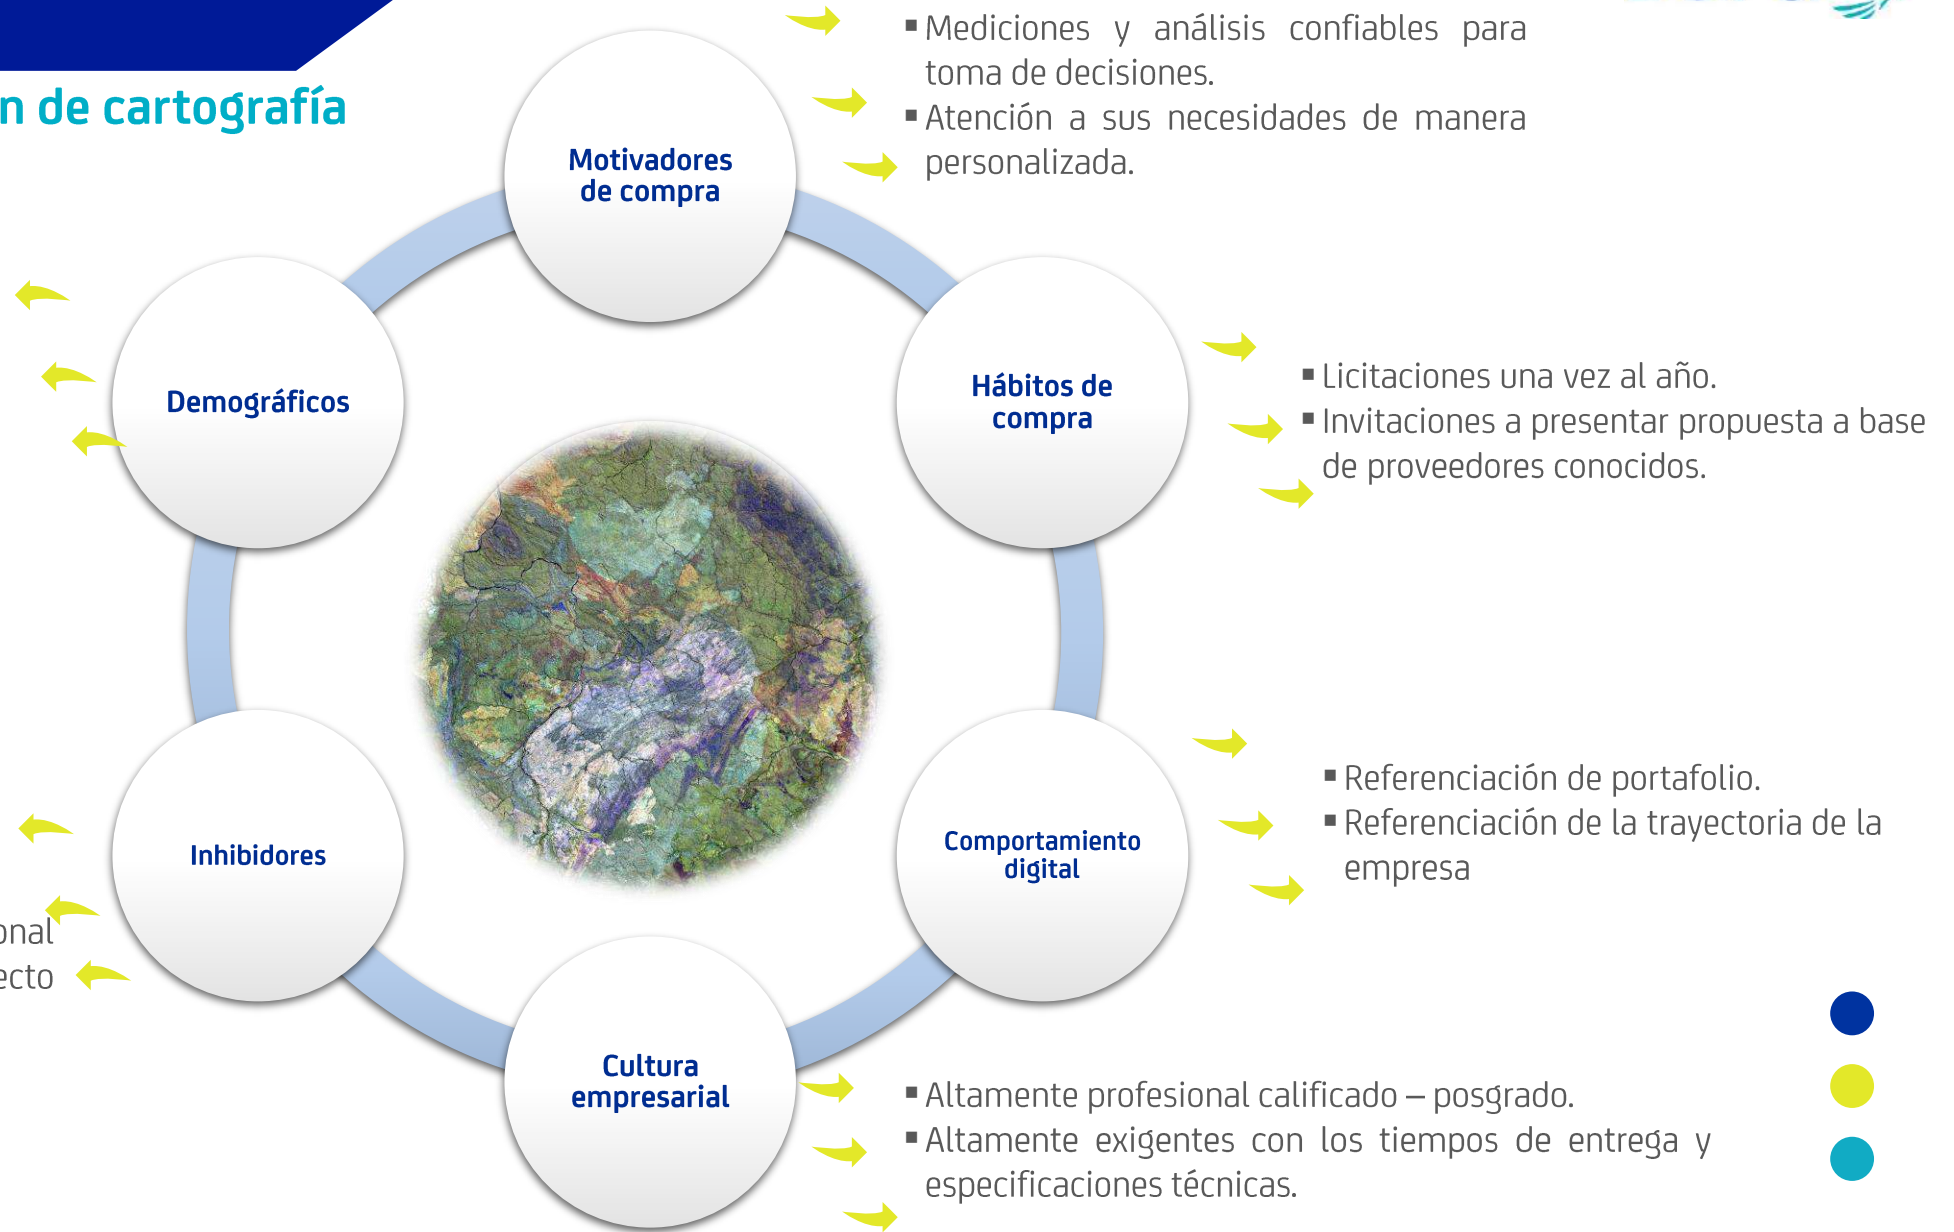 n de cartografía
Motivadores
de compra
▪ Mediciones y análisis confiables para
toma de decisiones.
▪ Atención a sus necesidades de manera
personalizada.
Demográficos
Hábitos de
compra
▪ Licitaciones una vez al año.
▪ Invitaciones a presentar propuesta a base
de proveedores conocidos.
Inhibidores
onal
ecto
Comportamiento
digital
▪ Referenciación de portafolio.
▪ Referenciación de la trayectoria de la
empresa
Cultura
empresarial
▪ Altamente profesional calificado – posgrado.
▪ Altamente exigentes con los tiempos de entrega y
especificaciones técnicas.